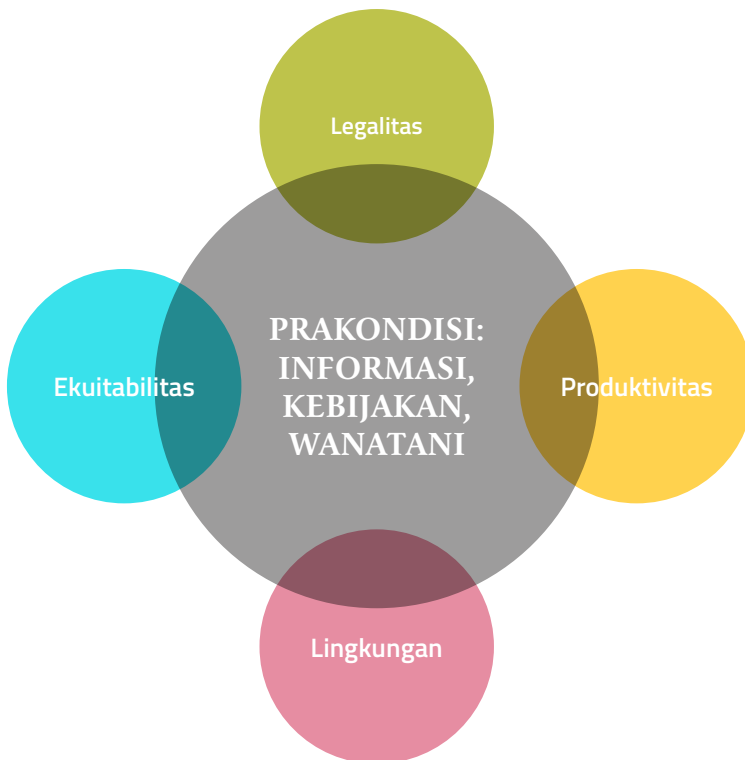 Legalitas
PRAKONDISI:
INFORMASI,
KEBIJAKAN,
WANATANI
Ekuitabilitas
Produktivitas
Lingkungan